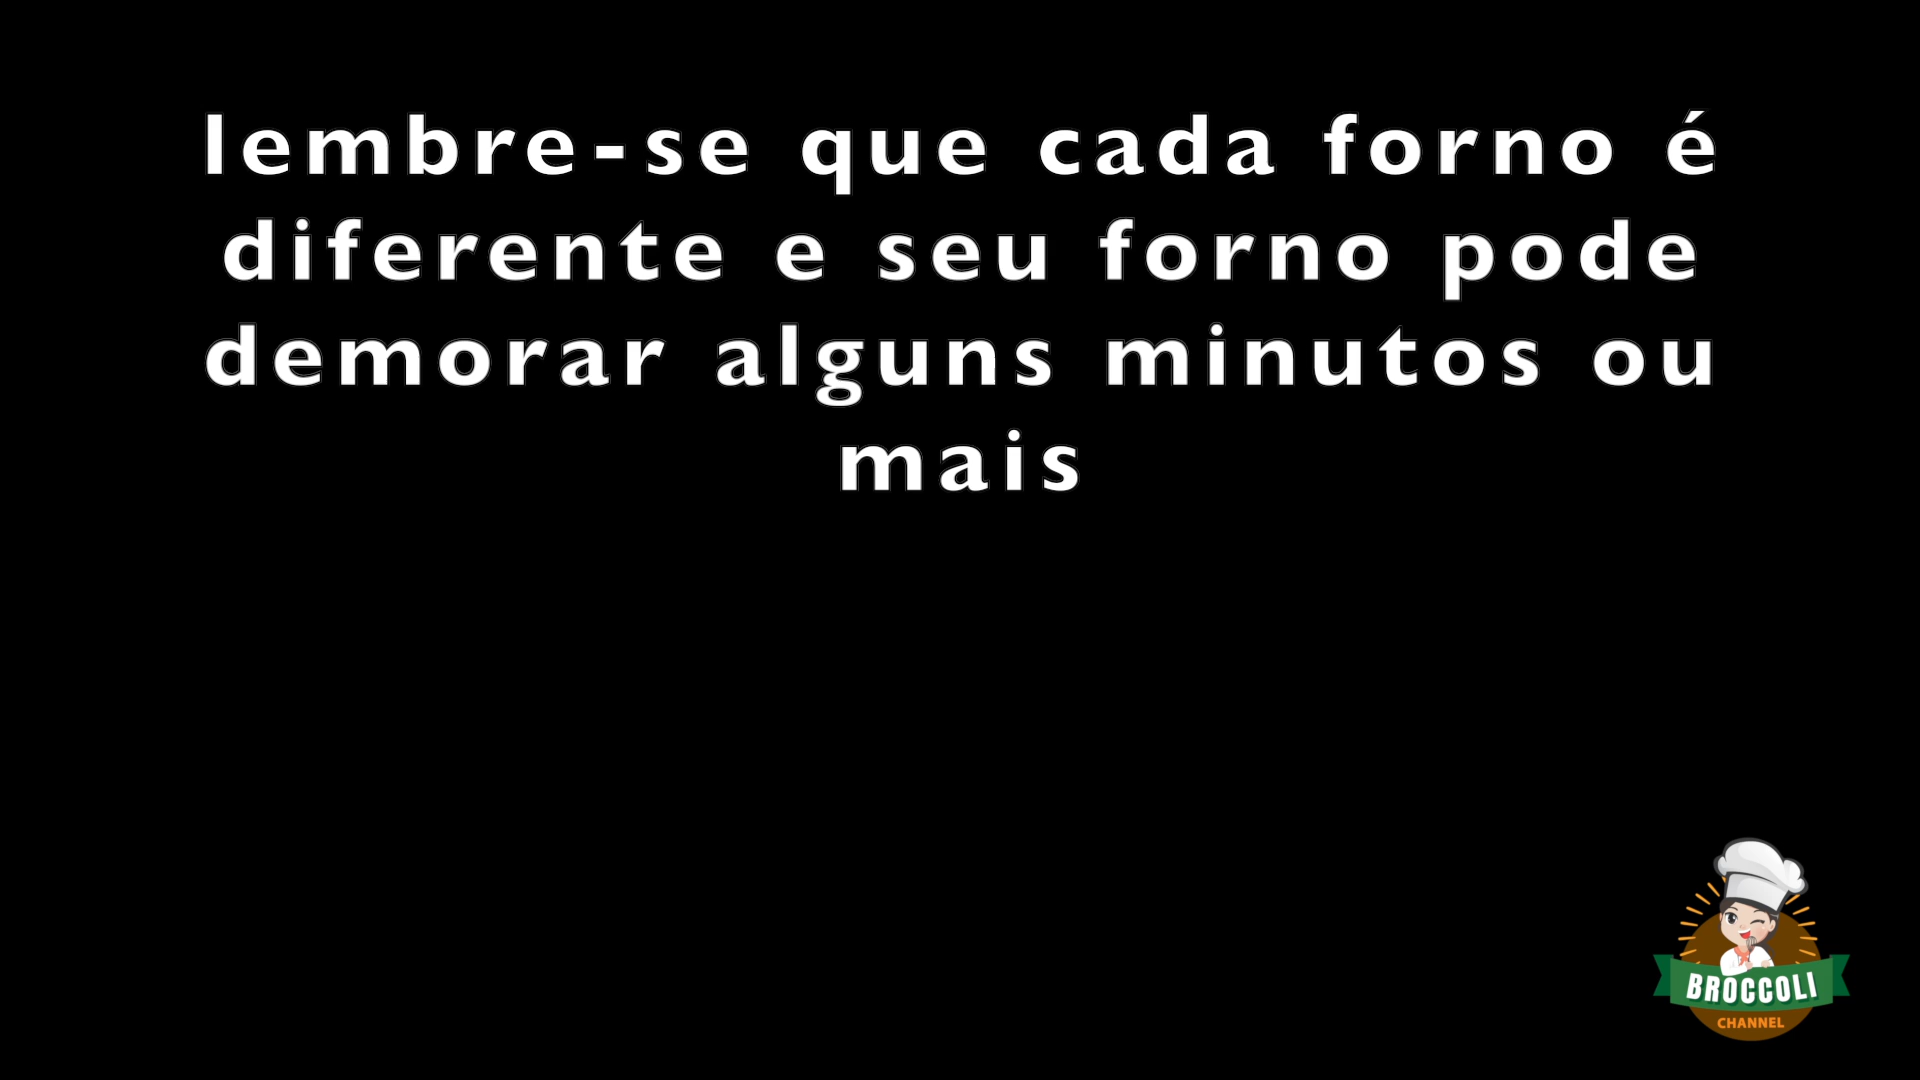 lembre-se que cada forno é
diferente e seu forno pode
demorar alguns minutos ou
mais
BROCCOLI
CHANNEL